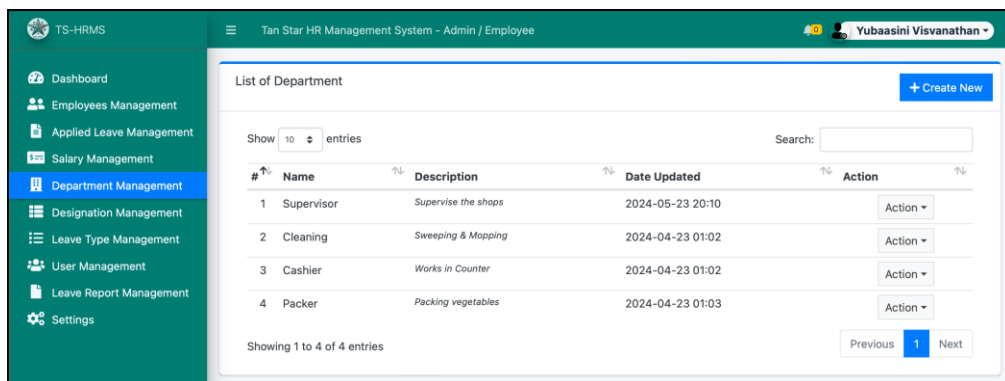 TS-HRMS
Tan Star HR Management System - Admin / Employee
0
Yubaasini Visvanathan
Dashboard
Employees Management
Applied Leave Management
Salary Management
Department Management
Designation Management
Leave Type Management
User Management
Leave Report Management
Settings
List of Department
+ Create New
Show 10 entries
Search:
# Name Description Date Updated Action
1 Supervisor Supervise the shops 2024-05-23 20:10 Action
2 Cleaning Sweeping & Mopping 2024-04-23 01:02 Action
3 Cashier Works in Counter 2024-04-23 01:02 Action
4 Packer Packing vegetables 2024-04-23 01:03 Action
Showing 1 to 4 of 4 entries
Previous 1 Next